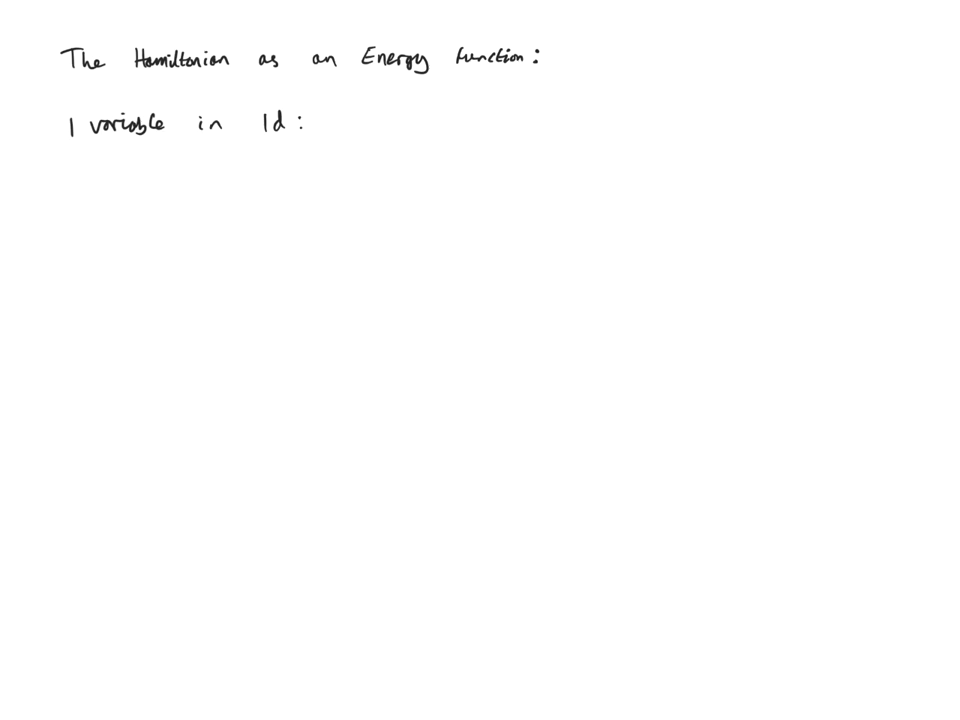 The Hamiltonian as an Energy function:
1 variable in 1d: